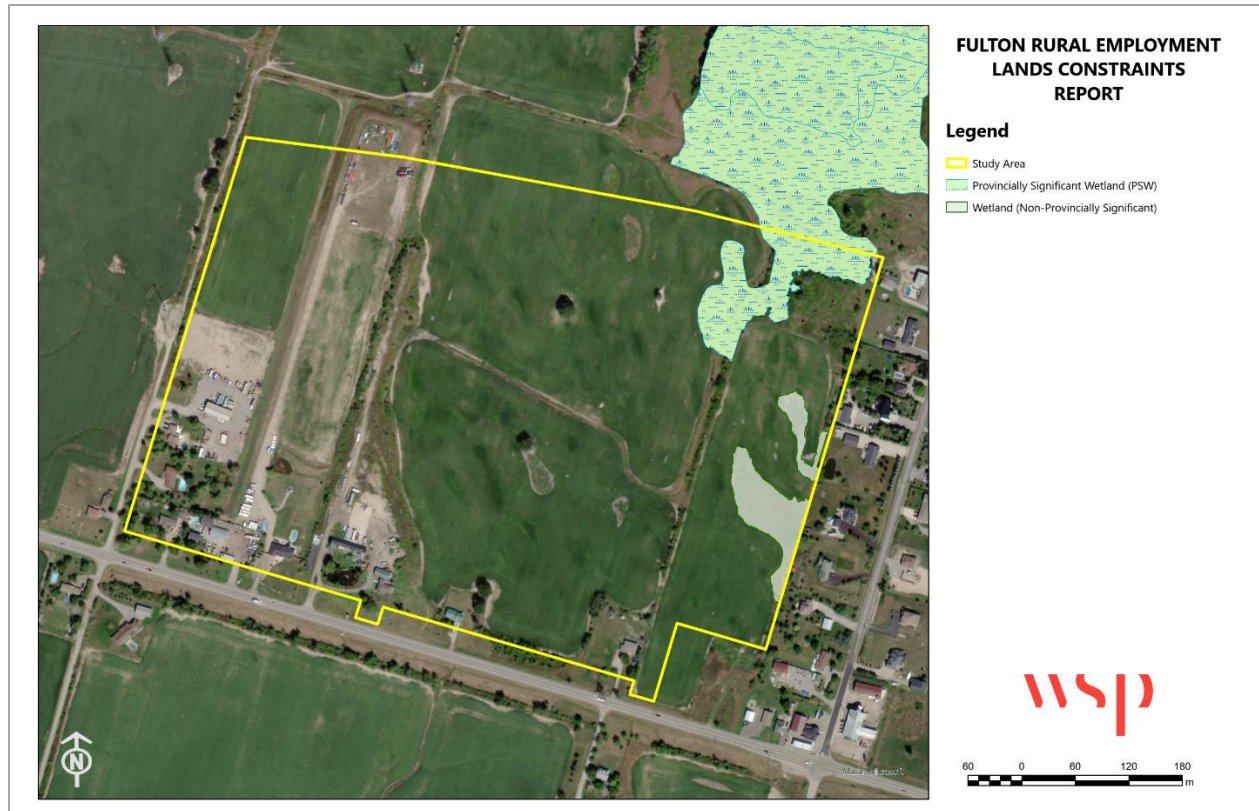 FULTON RURAL EMPLOYMENT
LANDS CONSTRAINTS
REPORT
Legend
Study Area
Provincially Significant Wetland (PSW)
Wetland (Non-Provincially Significant)
N
wsp
60 0 60 120 180
m